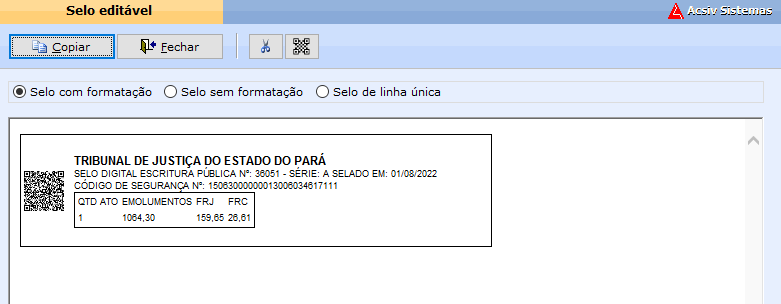 Selo editável
Acsiv Sistemas
Copiar
Fechar
Selo com formatação
Selo sem formatação
Selo de linha única
TRIBUNAL DE JUSTIÇA DO ESTADO DO PARÁ
SELO DIGITAL ESCRITURA PÚBLICA Nº: 36051 - SÉRIE: A SELADO EM: 01/08/2022
CÓDIGO DE SEGURANÇA Nº: 15063000000013006034617111
QTD ATO EMOLUMENTOS FRJ FRC
1 1064,30 159,65 26,61